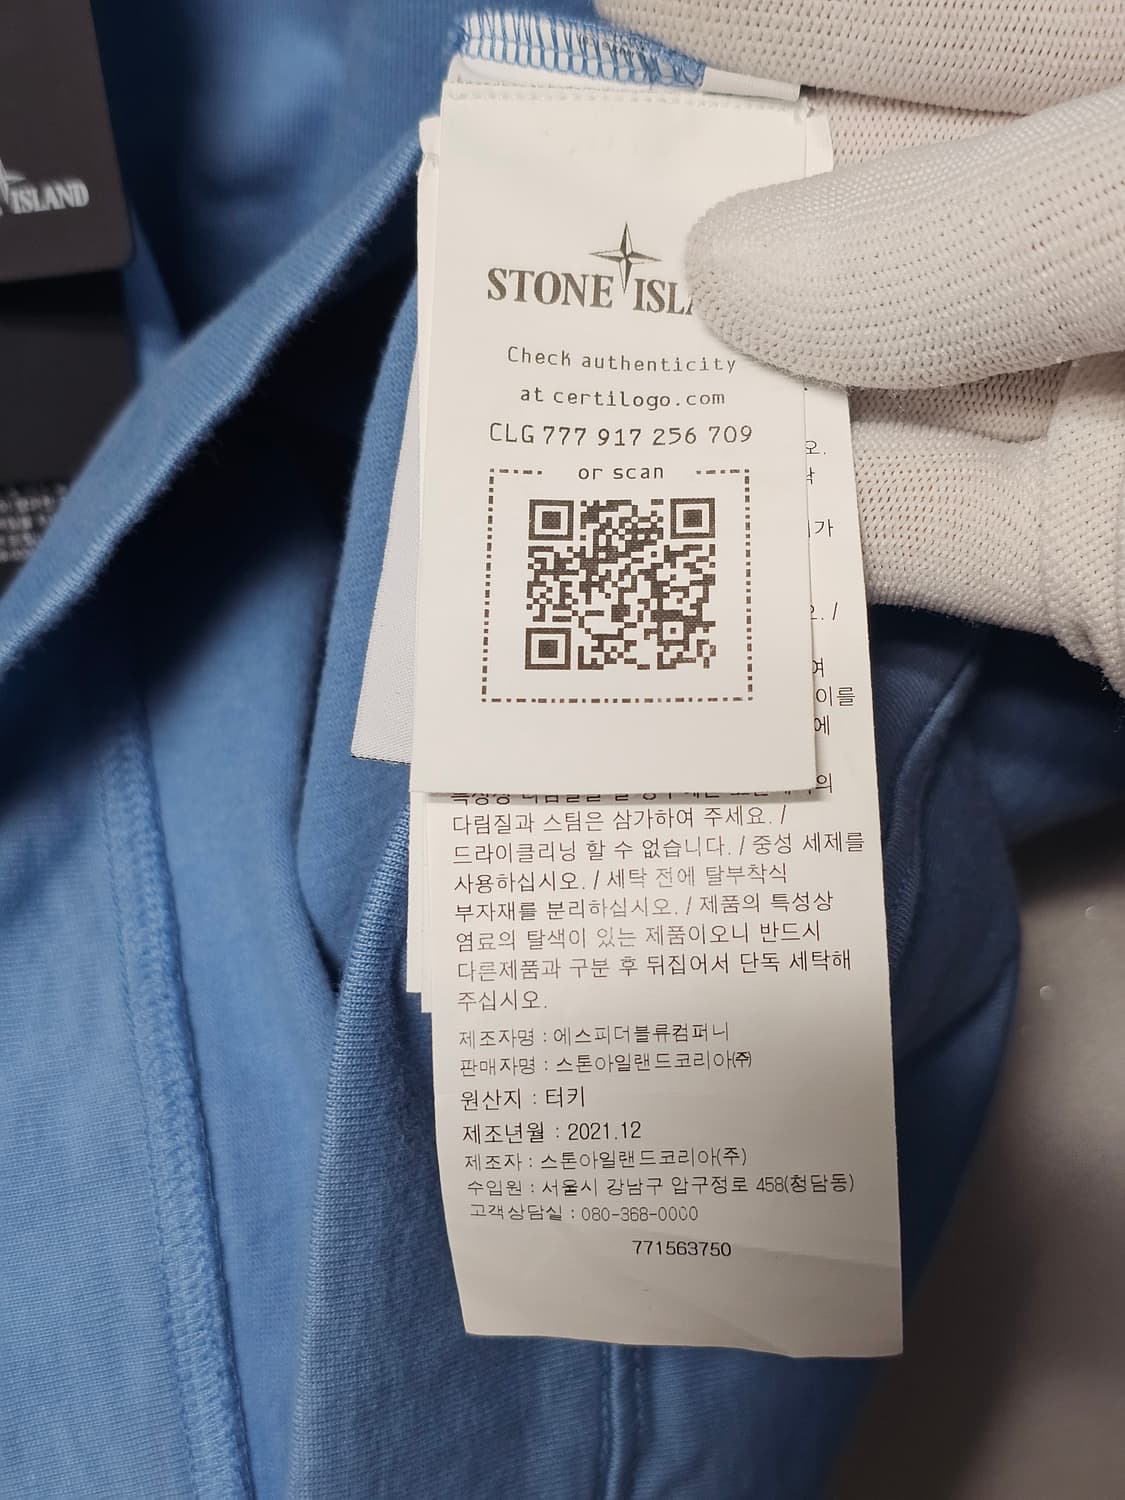 ISLAND
STONE ISLA
Check authenticity
at certilogo.com
CLG 777 917 256 709
or scan
요.
가
요. /
여
이를
에
의
다림질과 스팀은 삼가하여 주세요. /
드라이클리닝 할 수 없습니다. / 중성 세제를
사용하십시오. / 세탁 전에 탈부착식
부자재를 분리하십시오. / 제품의 특성상
염료의 탈색이 있는 제품이오니 반드시
다른제품과 구분 후 뒤집어서 단독 세탁해
주십시오.
제조자명 : 에스피더블류컴퍼니
판매자명 : 스톤아일랜드코리아㈜
원산지 : 터키
제조년월 : 2021.12
제조자 : 스톤아일랜드코리아(주)
수입원 : 서울시 강남구 압구정로 458(청담동)
고객상담실 : 080-368-0000
771563750